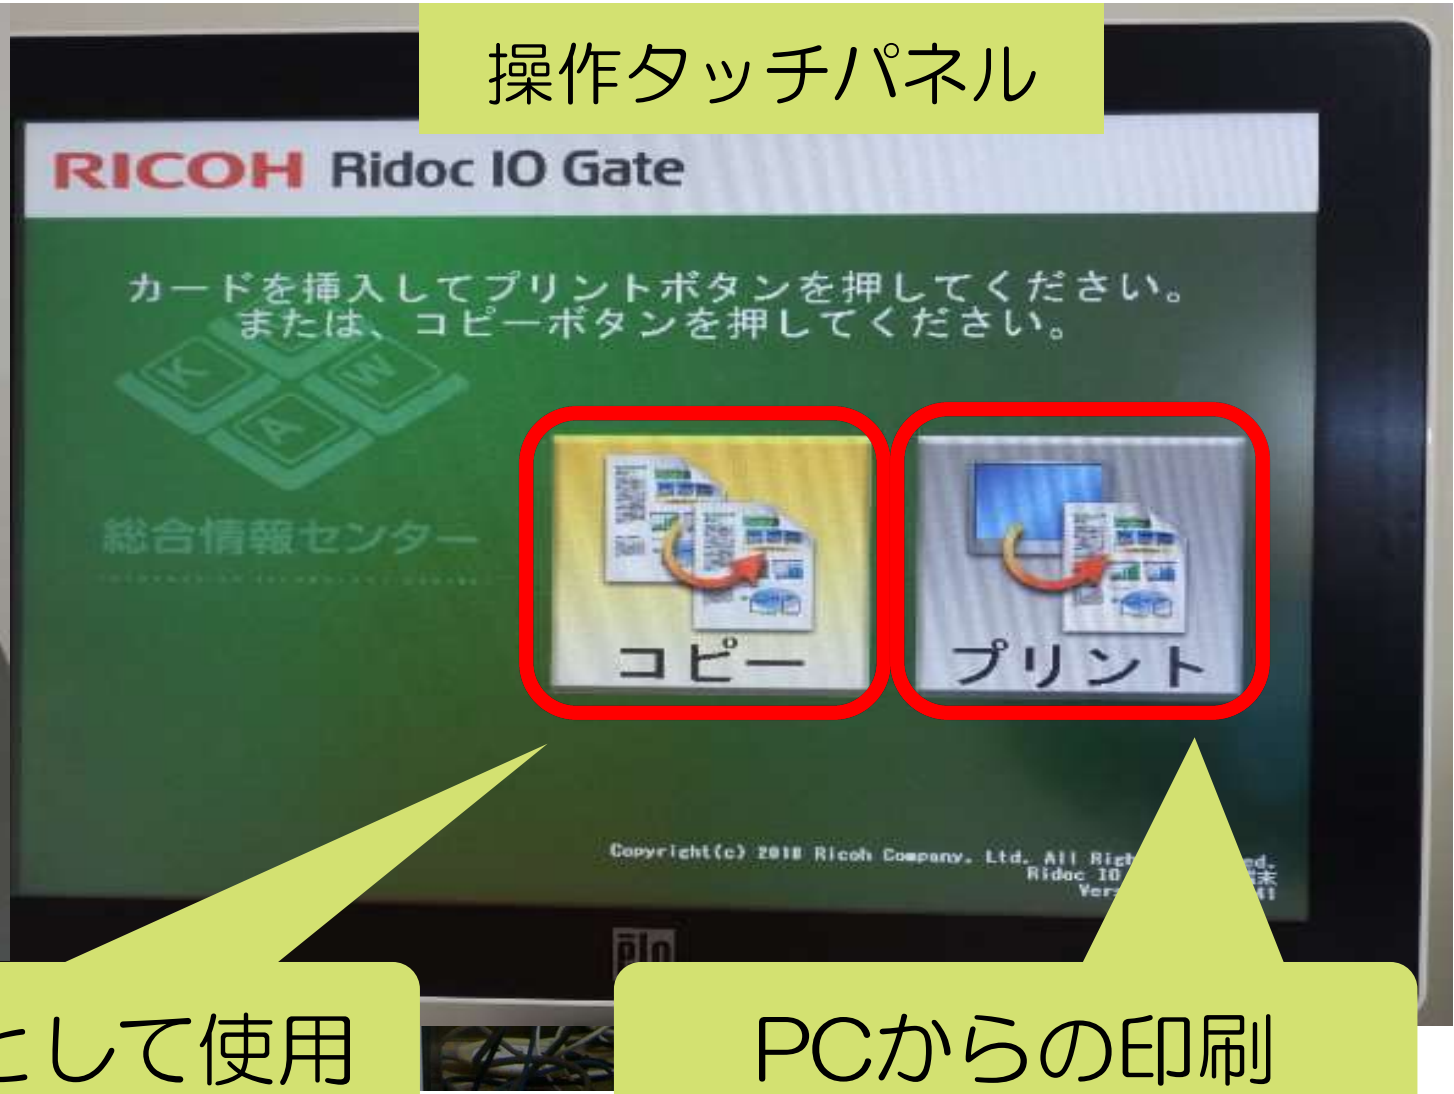 操作タッチパネル
RICOH Ridoc IO Gate
カードを挿入してプリントボタンを押してください。
または、コピーボタンを押してください。
K
W
A
総合情報センター
コピー
プリント
Copyright(c) 2018 Ricoh Company, Ltd. All
Ridoc IO
elo
として使用
PCからの印刷